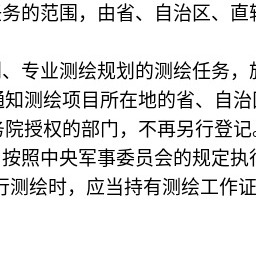 务的范围，由省、自治区、直
、专业测绘规划的测绘任务，
通知测绘项目所在地的省、自治
务院授权的部门，不再另行登记。
按照中央军事委员会的规定执行
行测绘时，应当持有测绘工作证